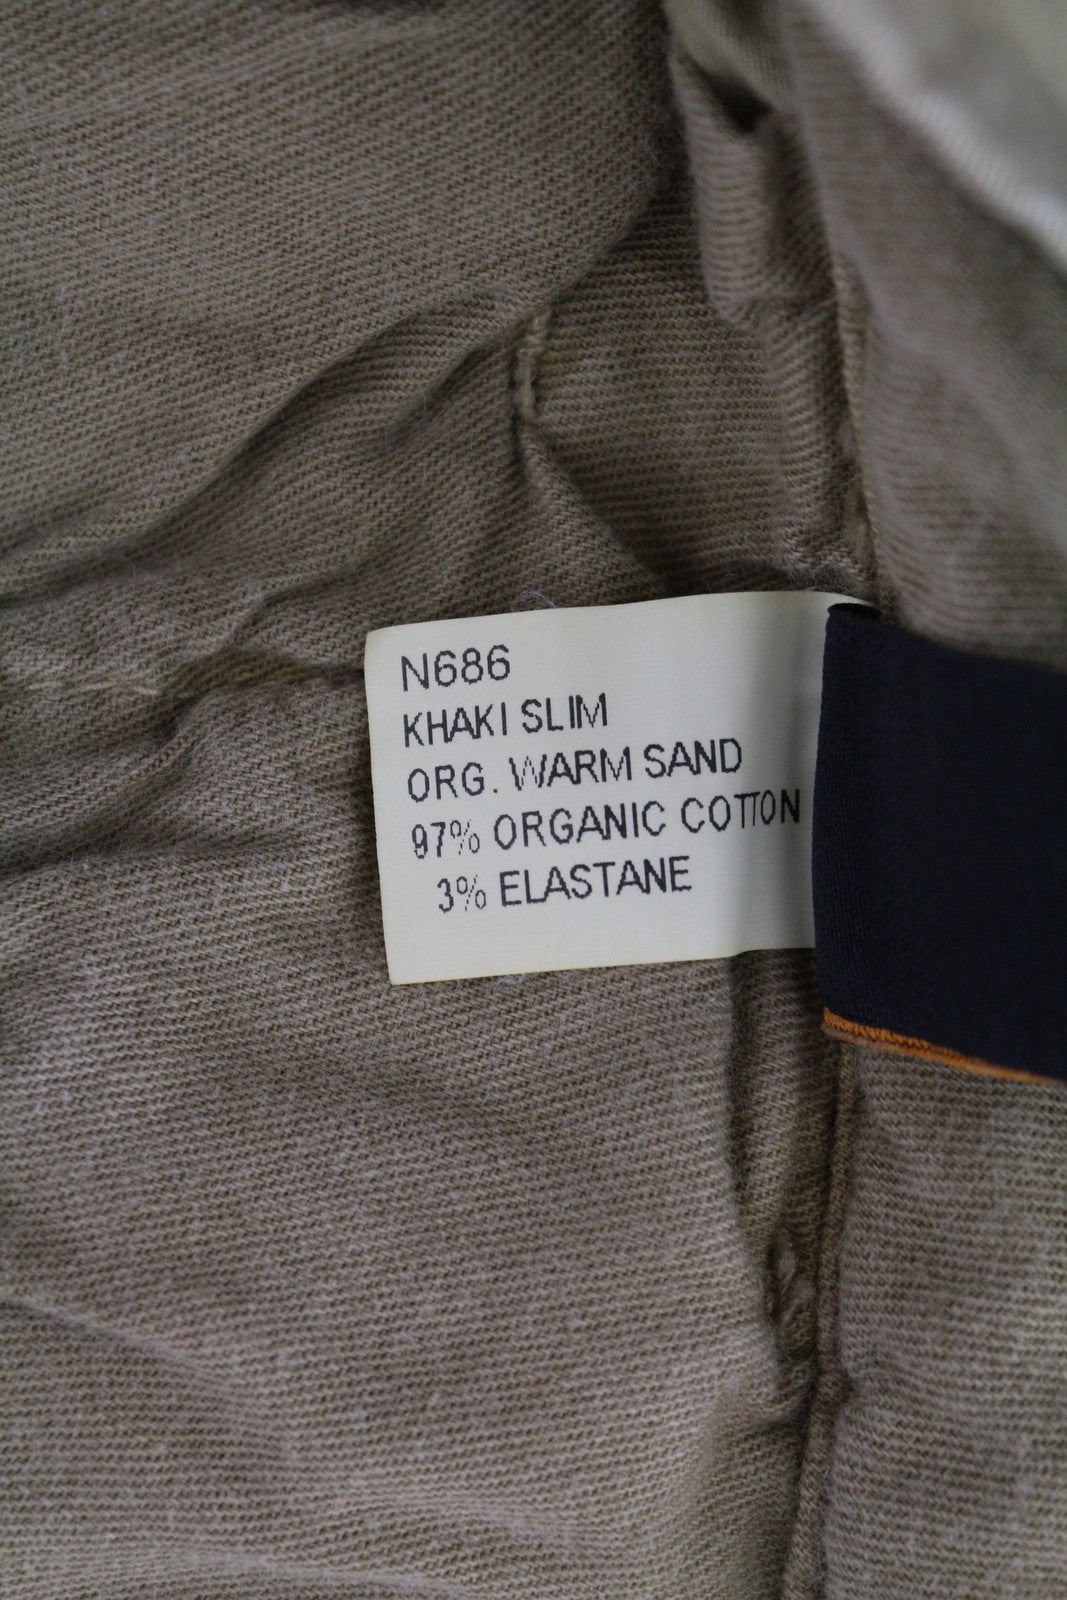 N686
KHAKI SLIM
ORG. WARM SAND
97% ORGANIC COTTON
3% ELASTANE